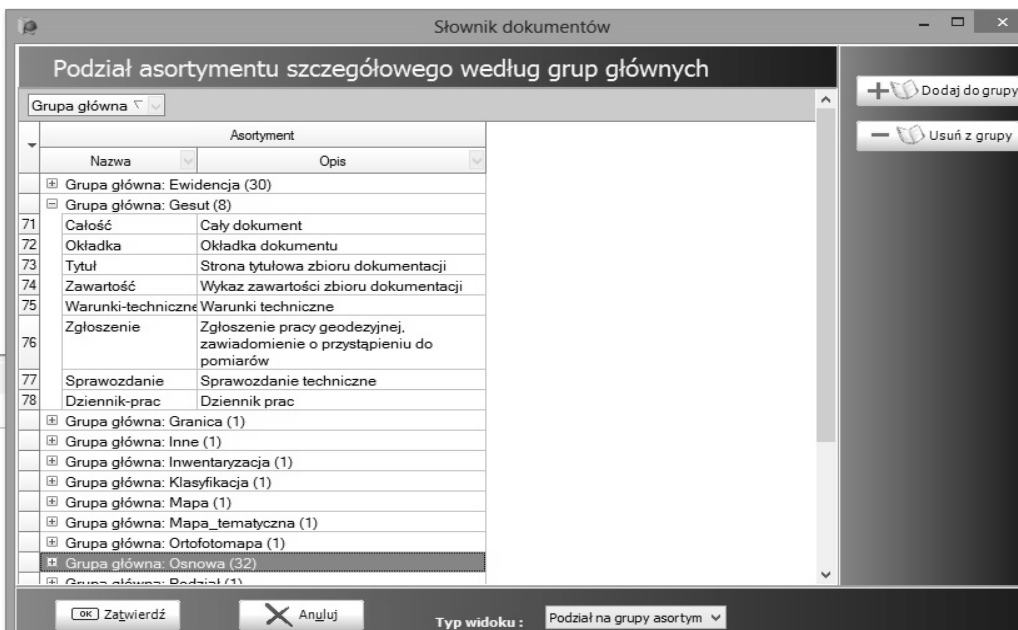 Słownik dokumentów
Podział asortymentu szczegółowego według grup głównych
Dodaj do grupy
Usuń z grupy
Grupa główna
Asortyment
Nazwa Opis
Grupa główna: Ewidencja (30)
Grupa główna: Gesut (8)
71 Całość Cały dokument
72 Okładka Okładka dokumentu
73 Tytuł Strona tytułowa zbioru dokumentacji
74 Zawartość Wykaz zawartości zbioru dokumentacji
75 Warunki-techniczne Warunki techniczne
76 Zgłoszenie Zgłoszenie pracy geodezyjnej,
zawiadomienie o przystąpieniu do
pomiarów
77 Sprawozdanie Sprawozdanie techniczne
78 Dziennik-prac Dziennik prac
Grupa główna: Granica (1)
Grupa główna: Inne (1)
Grupa główna: Inwentaryzacja (1)
Grupa główna: Klasyfikacja (1)
Grupa główna: Mapa (1)
Grupa główna: Mapa_tematyczna (1)
Grupa główna: Ortofotomapa (1)
Grupa główna: Osnowa (32)
Grupa główna: Podział (1)
OK Zatwierdź
Anuluj
Typ widoku :
Podział na grupy asortym